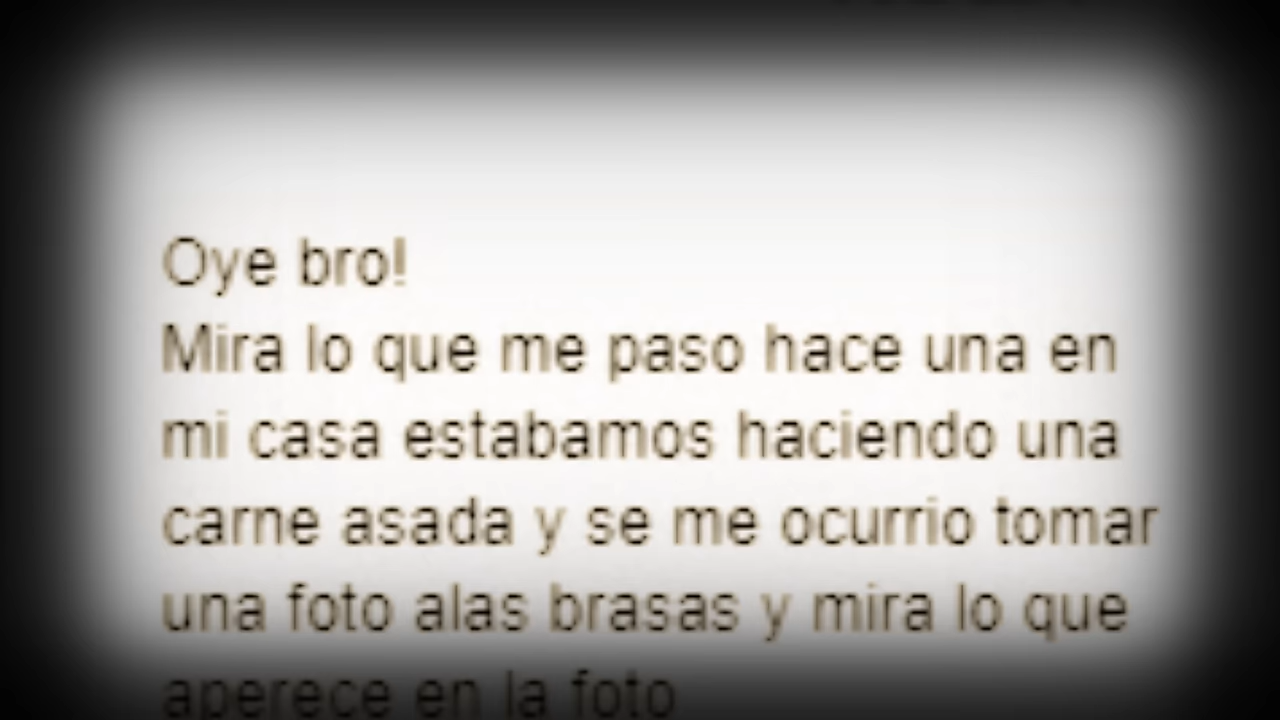 Oye bro!
Mira lo que me paso hace una en
mi casa estabamos haciendo una
carne asada y se me ocurrio tomar
una foto alas brasas y mira lo que
aperece en la foto